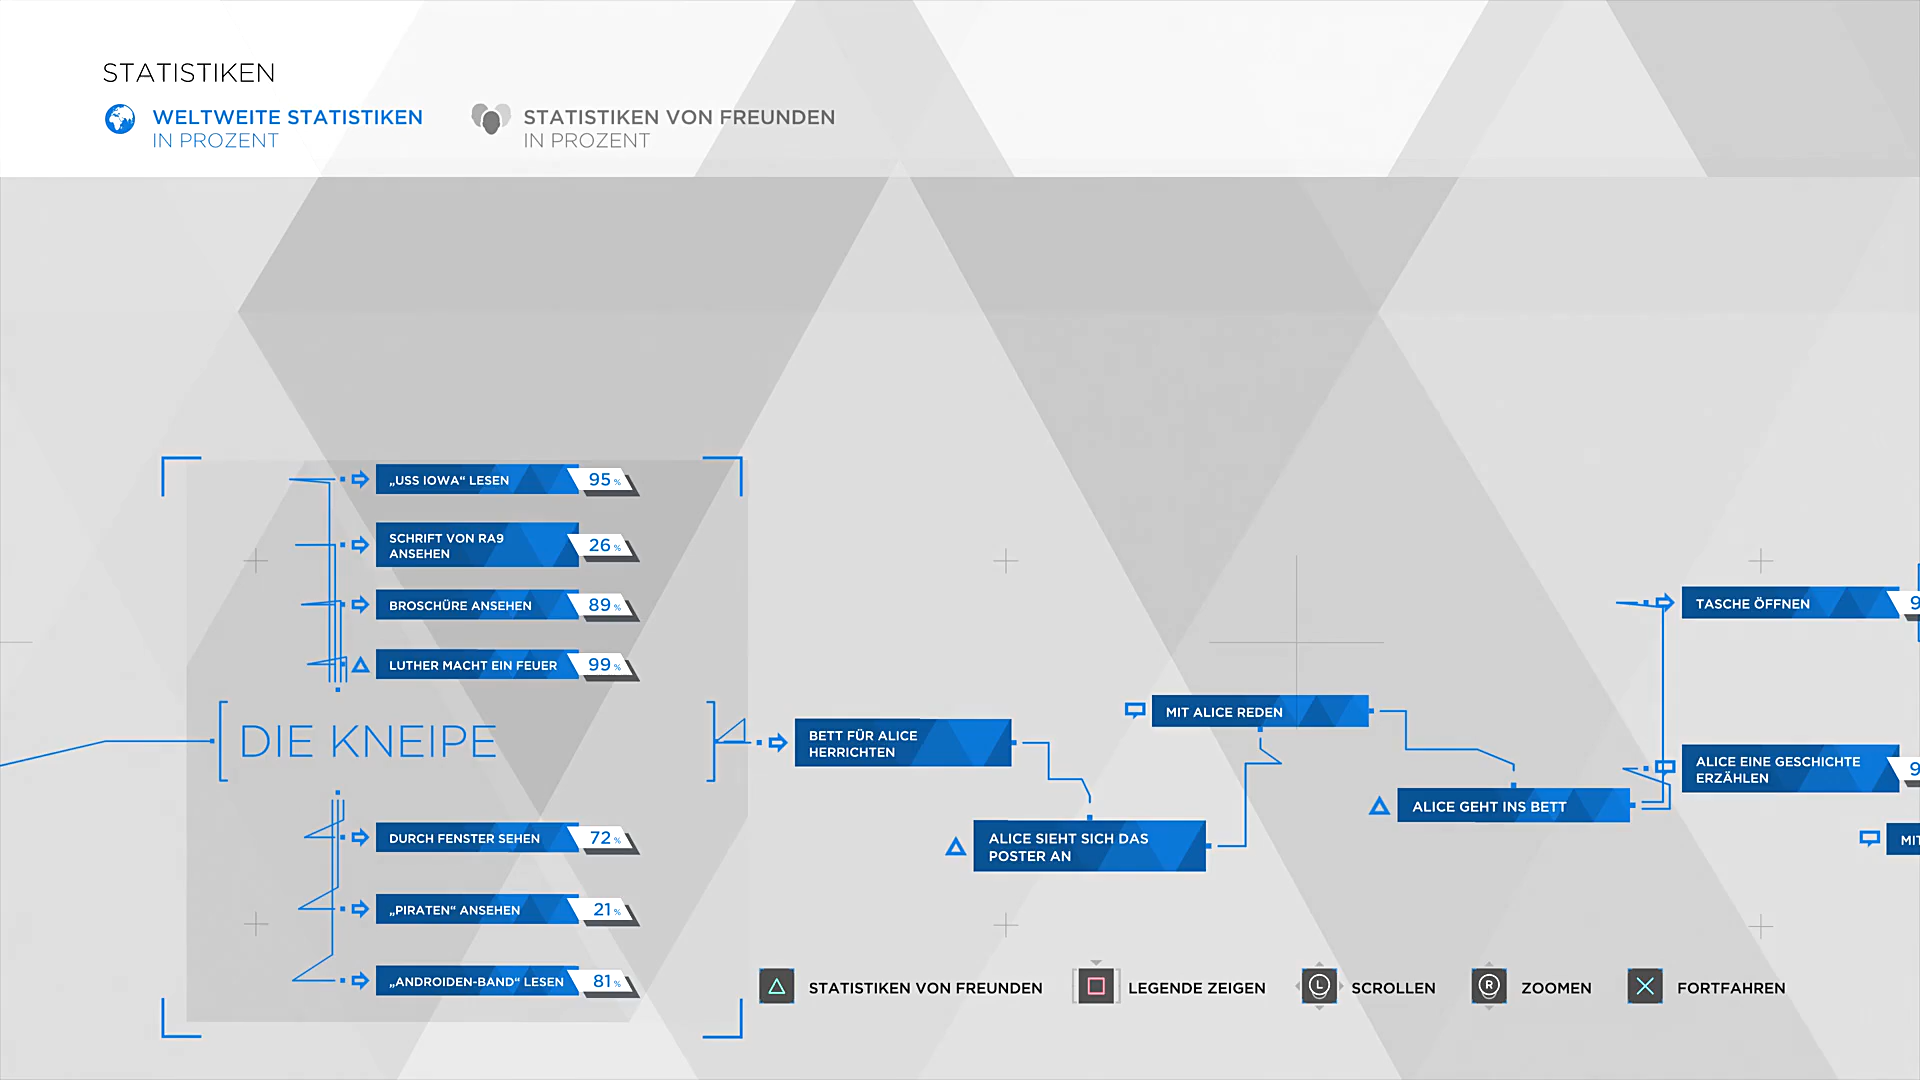 STATISTIKEN
WELTWEITE STATISTIKEN
IN PROZENT
STATISTIKEN VON FREUNDEN
IN PROZENT
„USS IOWA“ LESEN 95 %
SCHRIFT VON RA9
ANSEHEN
26 %
BROSCHÜRE ANSEHEN 89 %
LUTHER MACHT EIN FEUER 99 %
DIE KNEIPE
DURCH FENSTER SEHEN 72 %
„PIRATEN“ ANSEHEN 21 %
„ANDROIDEN-BAND“ LESEN 81 %
BETT FÜR ALICE
HERRICHTEN
ALICE SIEHT SICH DAS
POSTER AN
MIT ALICE REDEN
ALICE GEHT INS BETT
TASCHE ÖFFNEN 9
ALICE EINE GESCHICHTE
ERZÄHLEN
9
MIT
STATISTIKEN VON FREUNDEN
LEGENDE ZEIGEN
L SCROLLEN
R ZOOMEN
FORTFAHREN